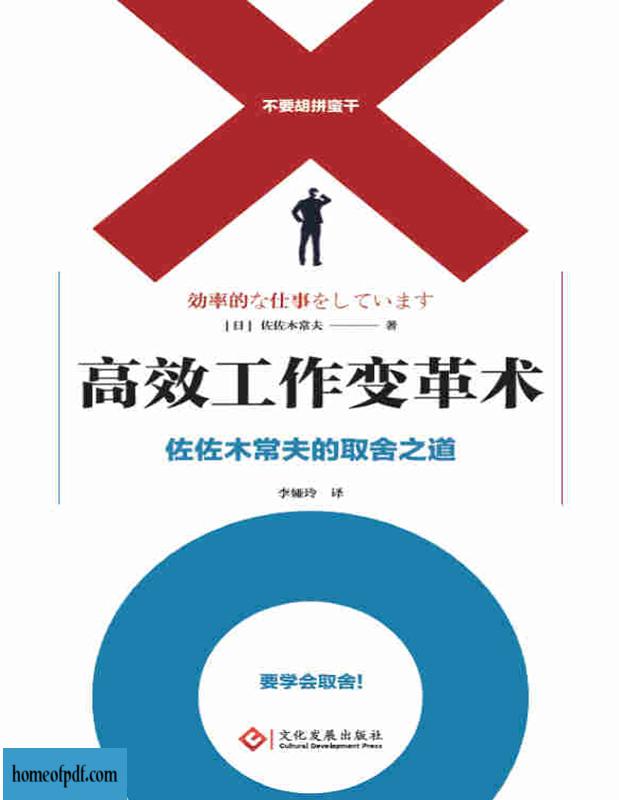 不要胡拼蛮干
効率的な仕事をしています
[日] 佐佐木常夫 ——— 著
高效工作变革术
佐佐木常夫的取舍之道
李娅玲 译
要学会取舍!
文化发展出版社
Cultural Development Press
homeofpdf.com